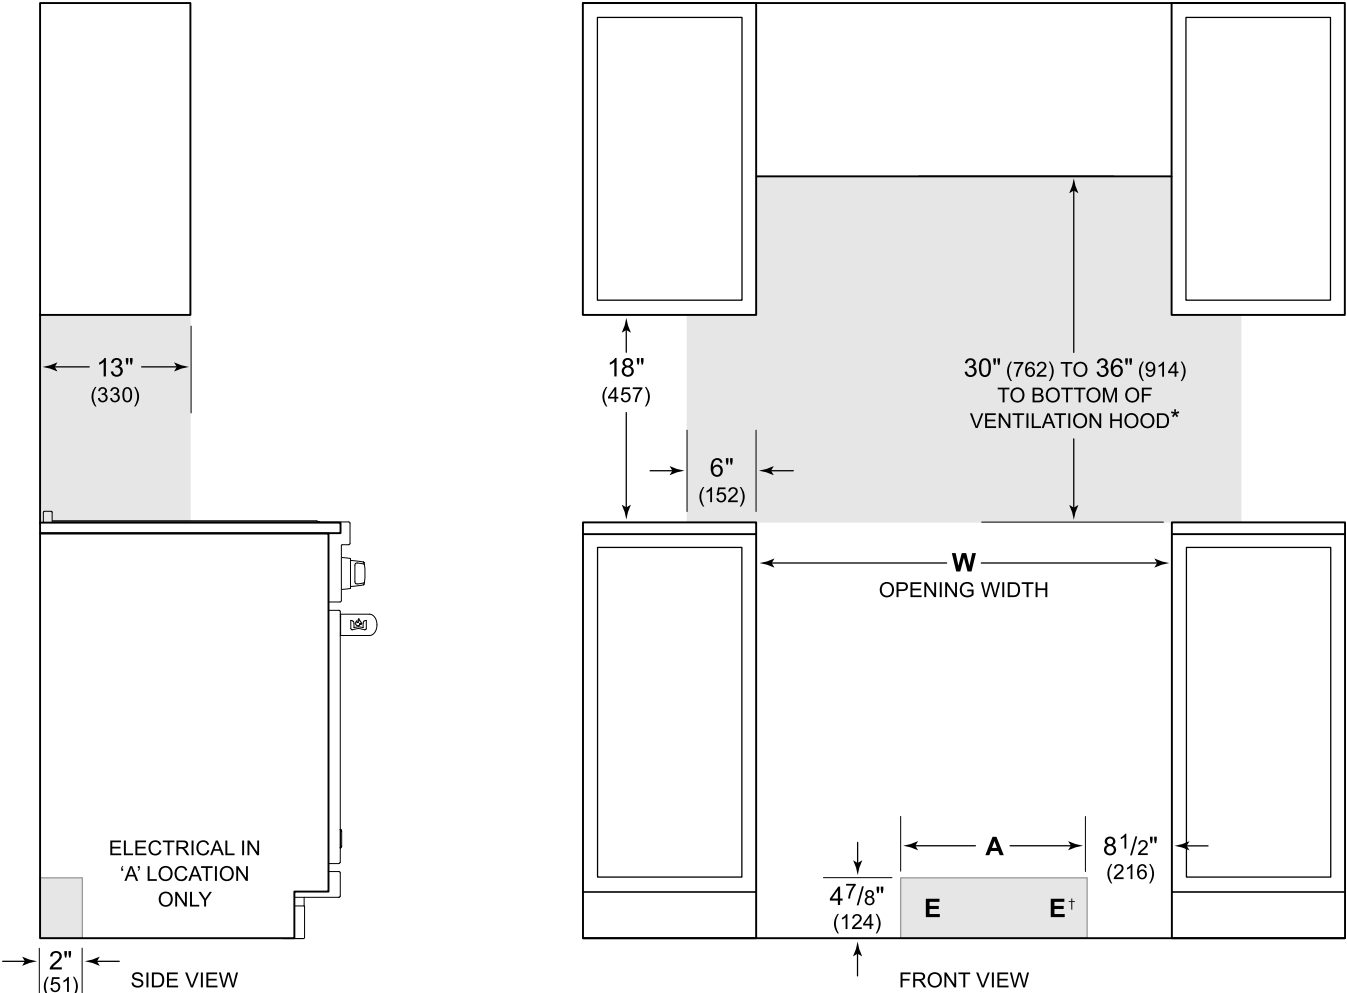 13"
(330)
18"
(457)
30" (762) TO 36" (914)
TO BOTTOM OF
VENTILATION HOOD*
6"
(152)
W
OPENING WIDTH
ELECTRICAL IN
‘A’ LOCATION
ONLY
A
8 1/2"
(216)
4 7/8"
(124)
E
E†
2"
(51)
SIDE VIEW
FRONT VIEW